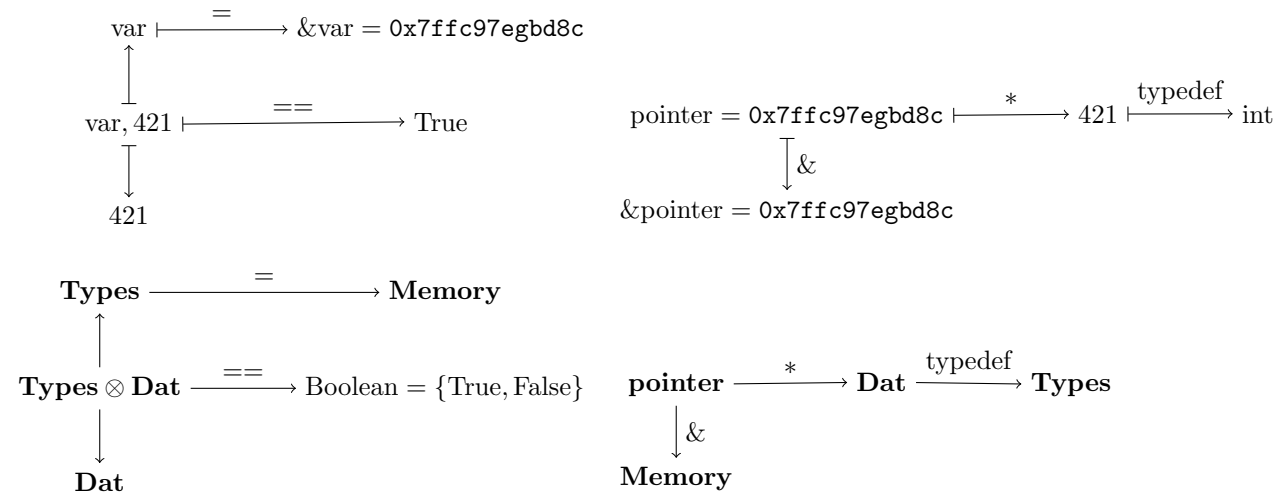 =
var ⟼ &var = 0x7ffc97egbd8c
==
var, 421 ⟼ True
421
* typedef
pointer = 0x7ffc97egbd8c ⟼ 421 ⟼ int
&
&pointer = 0x7ffc97egbd8c
=
Types ⟶ Memory
==
Types ⊗ Dat ⟶ Boolean = {True, False}
Dat
* typedef
pointer ⟶ Dat ⟶ Types
&
Memory